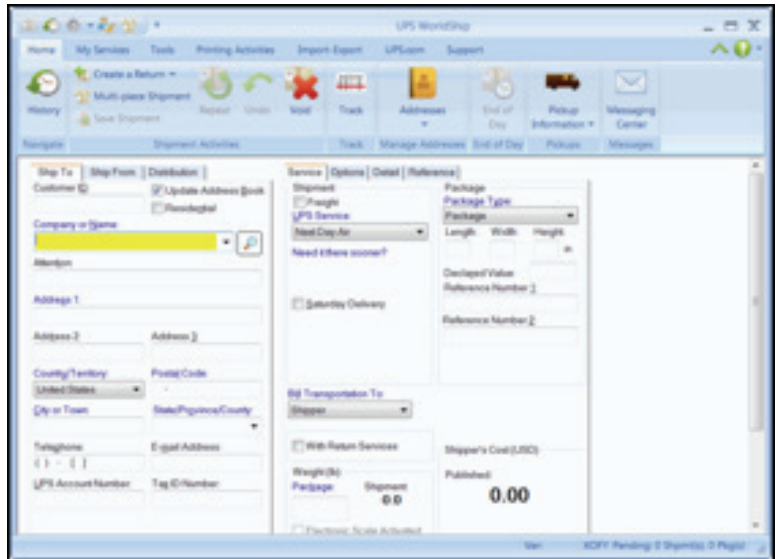 UPS WorldShip
Home My Services Tools Printing Activities Import-Export UPS.com Support
History
Create a Return
Multi-piece Shipment
Save Shipment
Repeat Undo Void Track Addresses End of Day Pickup Information Messaging Center
Navigate Shipment Activities Track Manage Addresses End of Day Pickups Messages
Ship To Ship From Distribution
Customer ID Update Address Book
Residential
Company or Name
Attention
Address 1
Address 2 Address 3
Country/Territory Postal Code
United States -
City or Town State/Province/County
Telephone E-mail Address
( ) - [ ]
UPS Account Number Tax ID Number
Service Options Detail Reference
Shipment
Freight
UPS Service
Next Day Air
Need it there sooner?
Saturday Delivery
Bill Transportation To
Shipper
With Return Services
Weight (lb)
Package Shipment
0.0
Electronic Scale Activated
Package
Package Type
Package
Length Width Height
in
Declared Value
Reference Number 1
Reference Number 2
Shipper's Cost (USD)
Published:
0.00
Ver: Pending: 0 Shipmt(s), 0 Pkg(s)